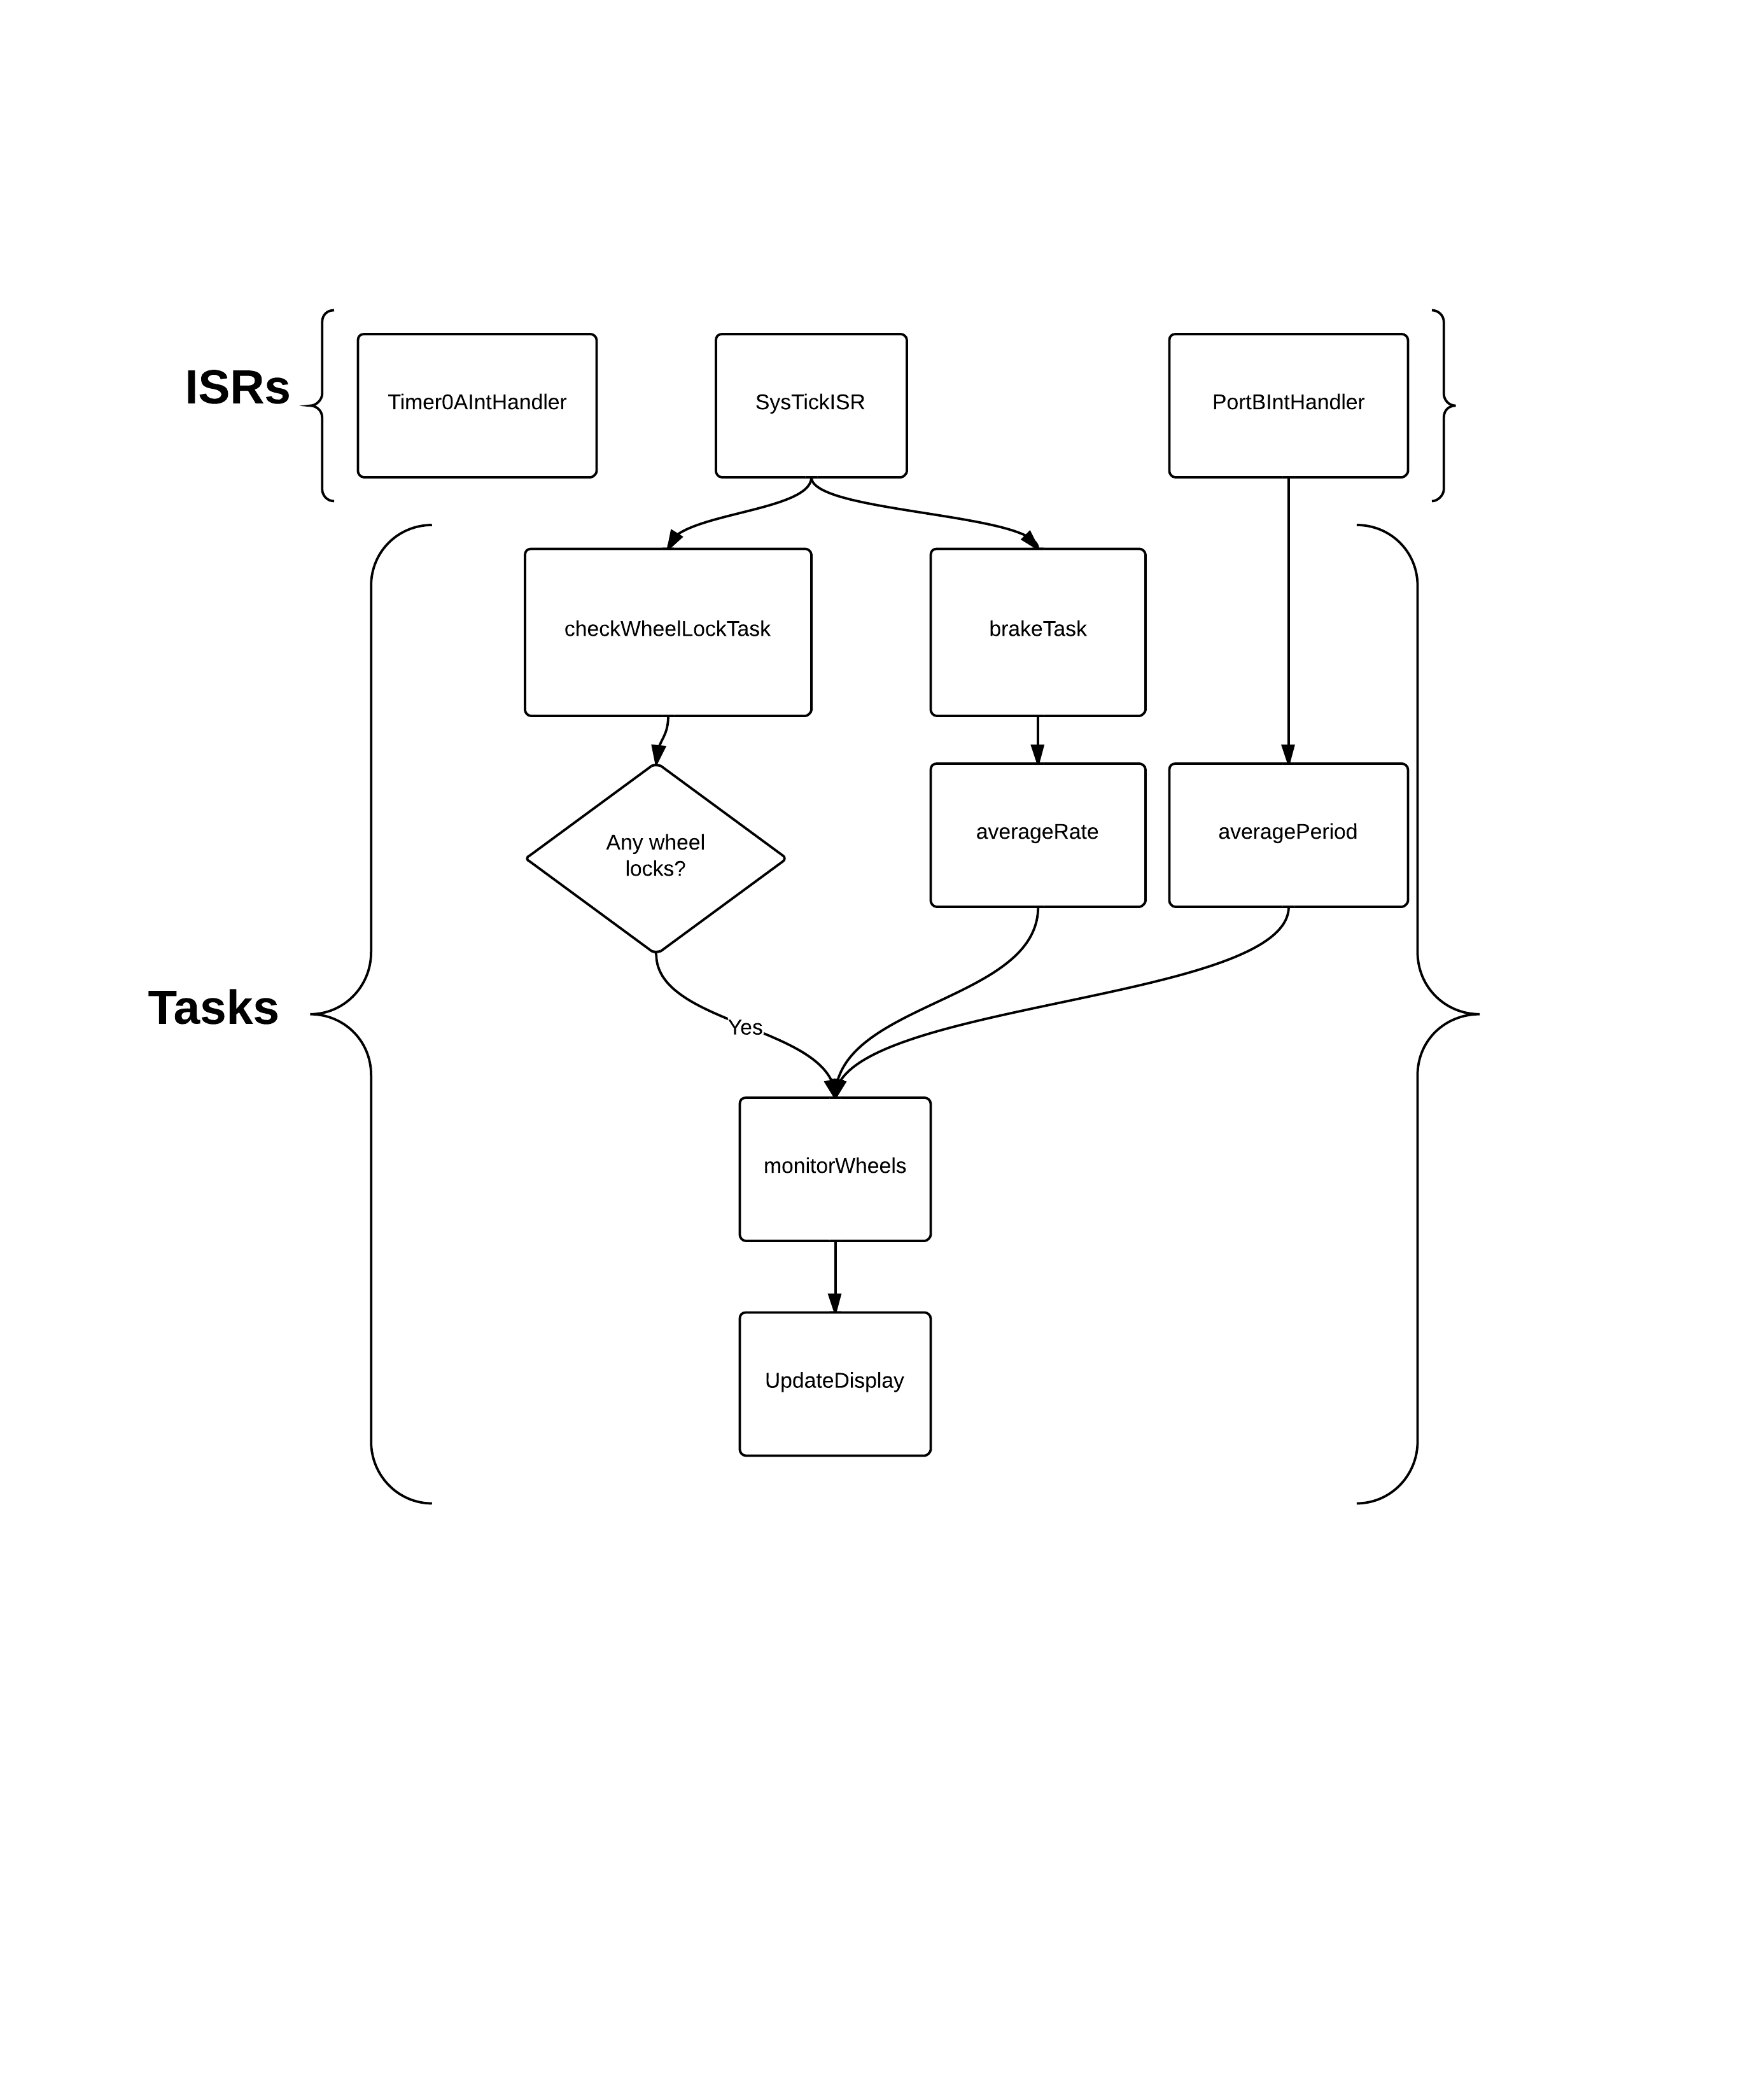 ISRs
Timer0AIntHandler
SysTickISR
PortBIntHandler
checkWheelLockTask
brakeTask
Any wheel
locks?
averageRate
averagePeriod
Tasks
Yes
monitorWheels
UpdateDisplay